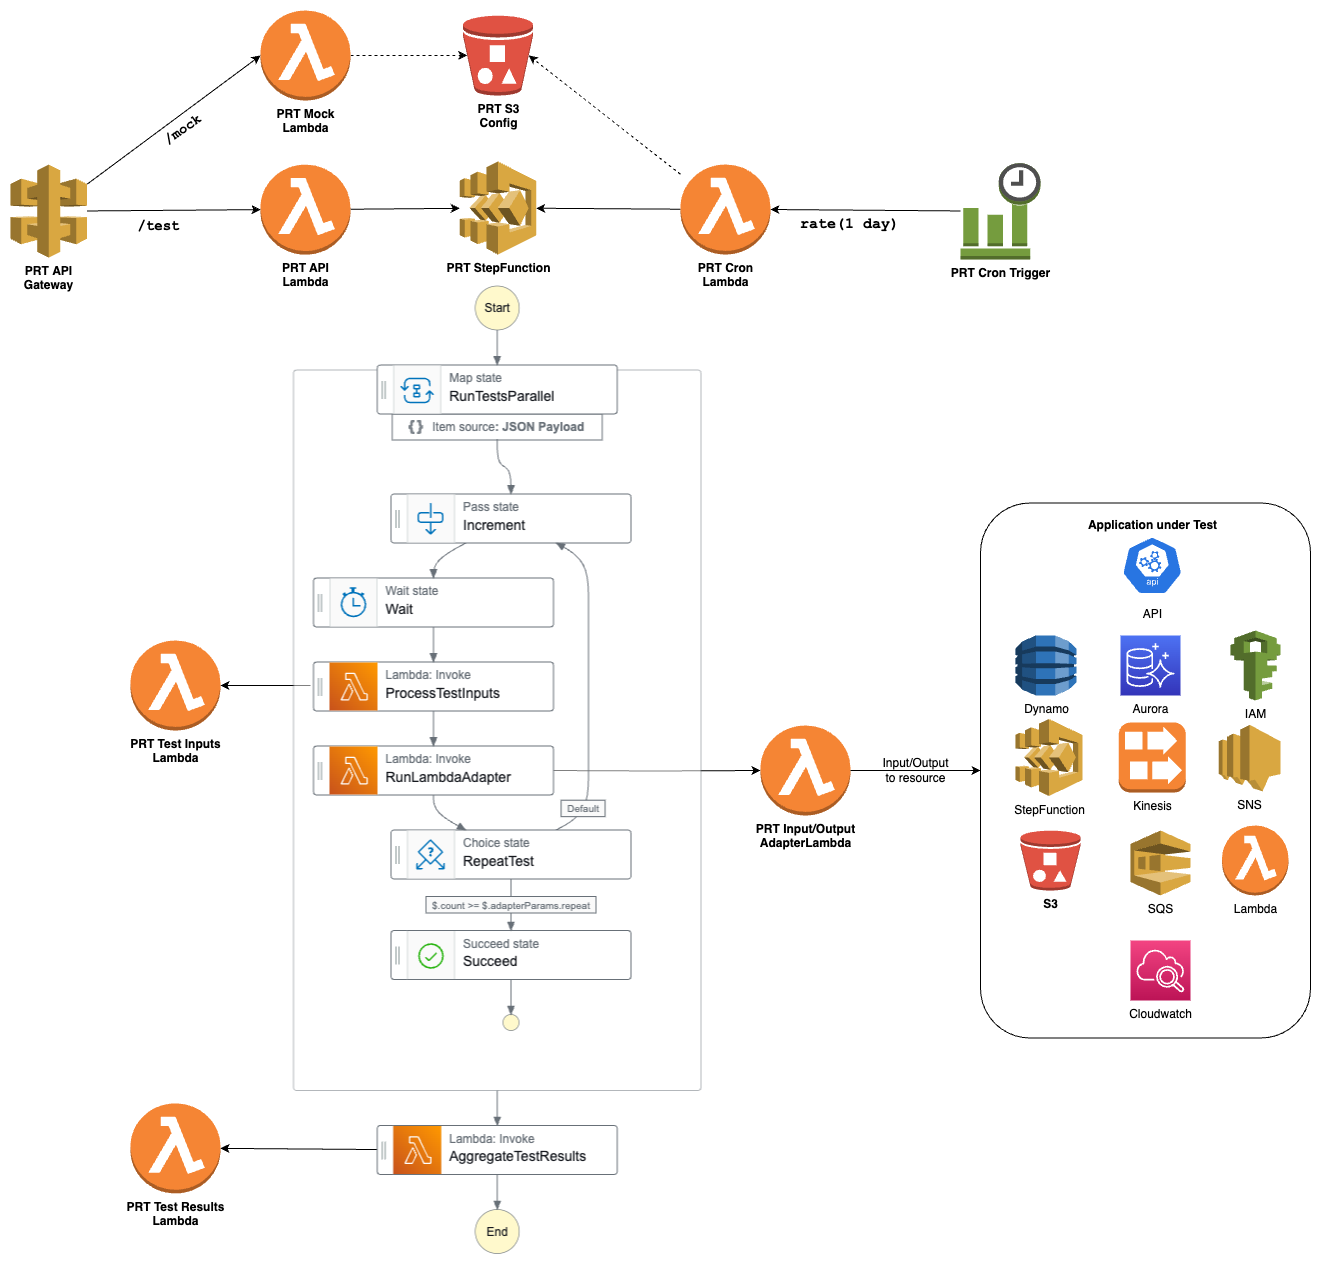 PRT Mock
Lambda
PRT S3
Config
/mock
/test
PRT API
Gateway
PRT API
Lambda
PRT StepFunction
PRT Cron
Lambda
rate(1 day)
PRT Cron Trigger
Start
Map state
RunTestsParallel
{} Item source: JSON Payload
Pass state
Increment
Wait state
Wait
Lambda: Invoke
ProcessTestInputs
PRT Test Inputs
Lambda
Lambda: Invoke
RunLambdaAdapter
Default
PRT Input/Output
AdapterLambda
Input/Output
to resource
Choice state
RepeatTest
$.count >= $.adapterParams.repeat
Succeed state
Succeed
Application under Test
api
API
Dynamo
Aurora
IAM
StepFunction
Kinesis
SNS
S3
SQS
Lambda
Cloudwatch
Lambda: Invoke
AggregateTestResults
PRT Test Results
Lambda
End